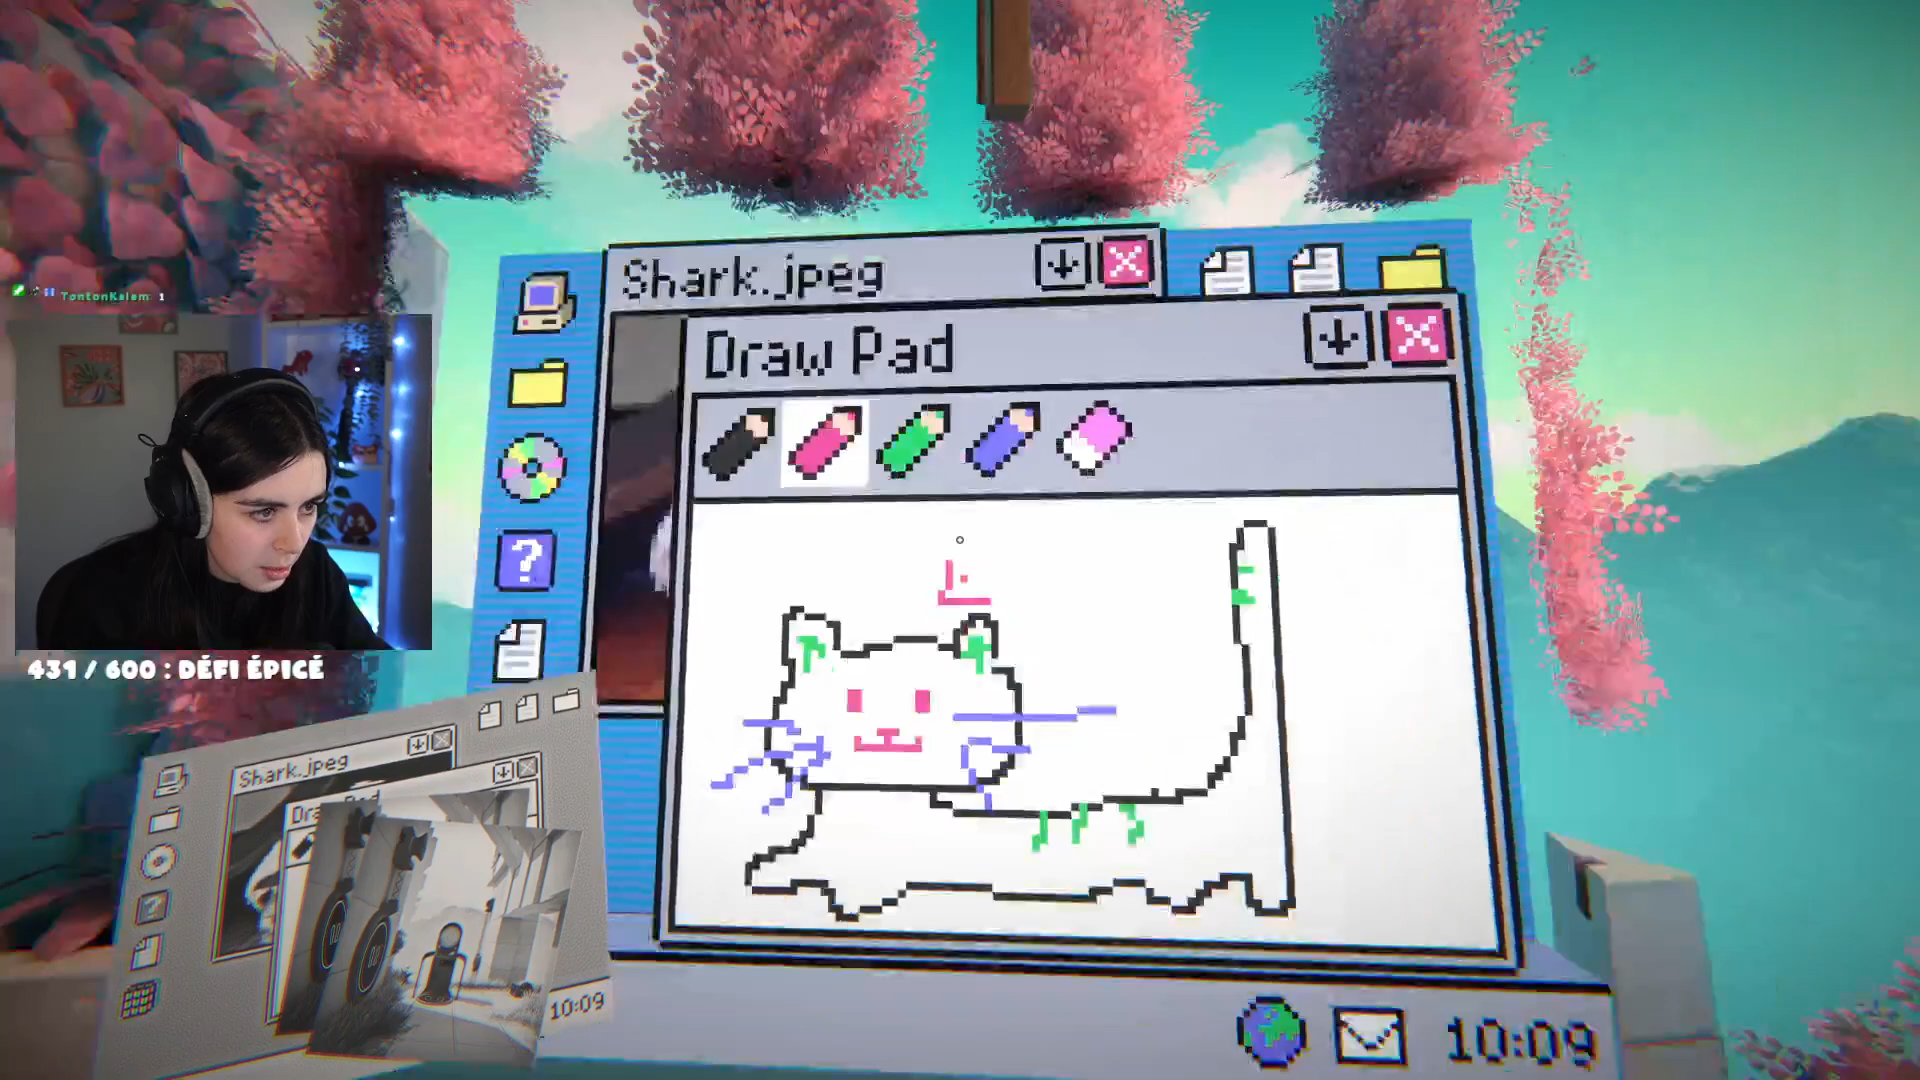 Shark.jpeg
Draw Pad
TontonKalem 1
?
431 / 600 : DÉFI ÉPICÉ
Shark.jpeg
?
10:09
10:09